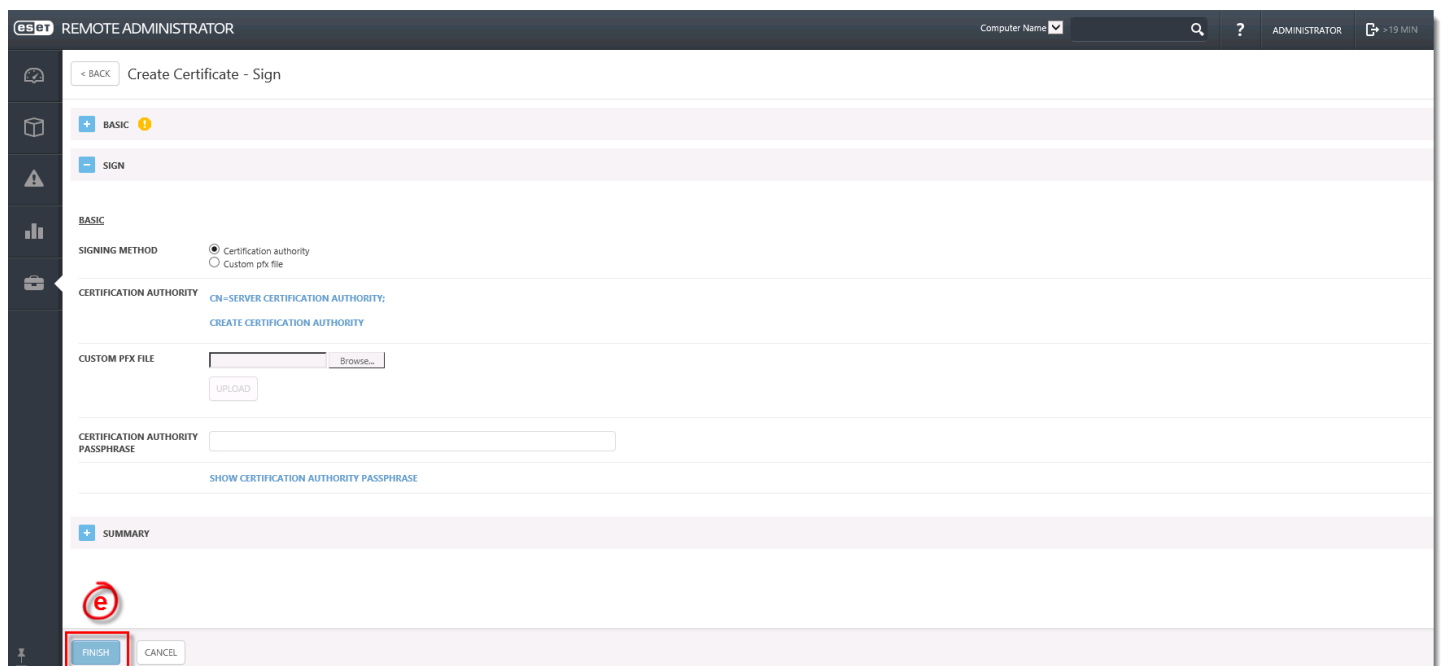 eset REMOTE ADMINISTRATOR Computer Name ? ADMINISTRATOR >19 MIN
< BACK Create Certificate - Sign
+ BASIC !
- SIGN
BASIC
SIGNING METHOD Certification authority
Custom pfx file
CERTIFICATION AUTHORITY CN=SERVER CERTIFICATION AUTHORITY;
CREATE CERTIFICATION AUTHORITY
CUSTOM PFX FILE Browse...
UPLOAD
CERTIFICATION AUTHORITY
PASSPHRASE
SHOW CERTIFICATION AUTHORITY PASSPHRASE
+ SUMMARY
e
FINISH CANCEL